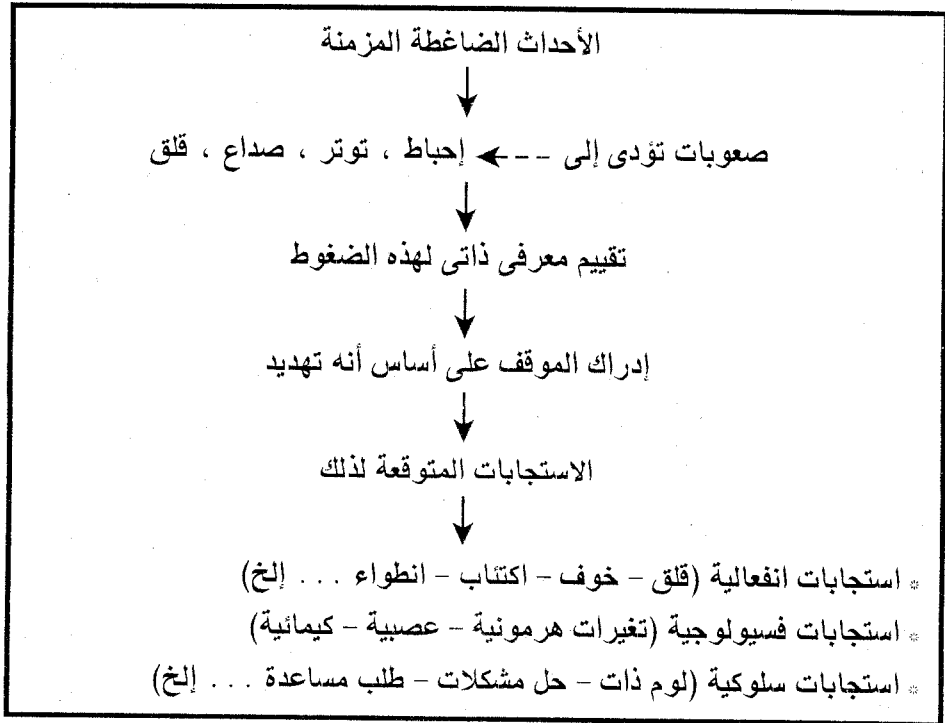 الأحداث الضاغطة المزمنة
صعوبات تؤدى إلى --← إحباط ، توتر ، صداع ، قلق
تقييم معرفى ذاتى لهذه الضغوط
إدراك الموقف على أساس أنه تهديد
الاستجابات المتوقعة لذلك
* استجابات انفعالية (قلق – خوف – اكتئاب – انطواء ... إلخ)
* استجابات فسيولوجية (تغيرات هرمونية – عصبية – كيمائية)
* استجابات سلوكية (لوم ذات – حل مشكلات – طلب مساعدة ... إلخ)